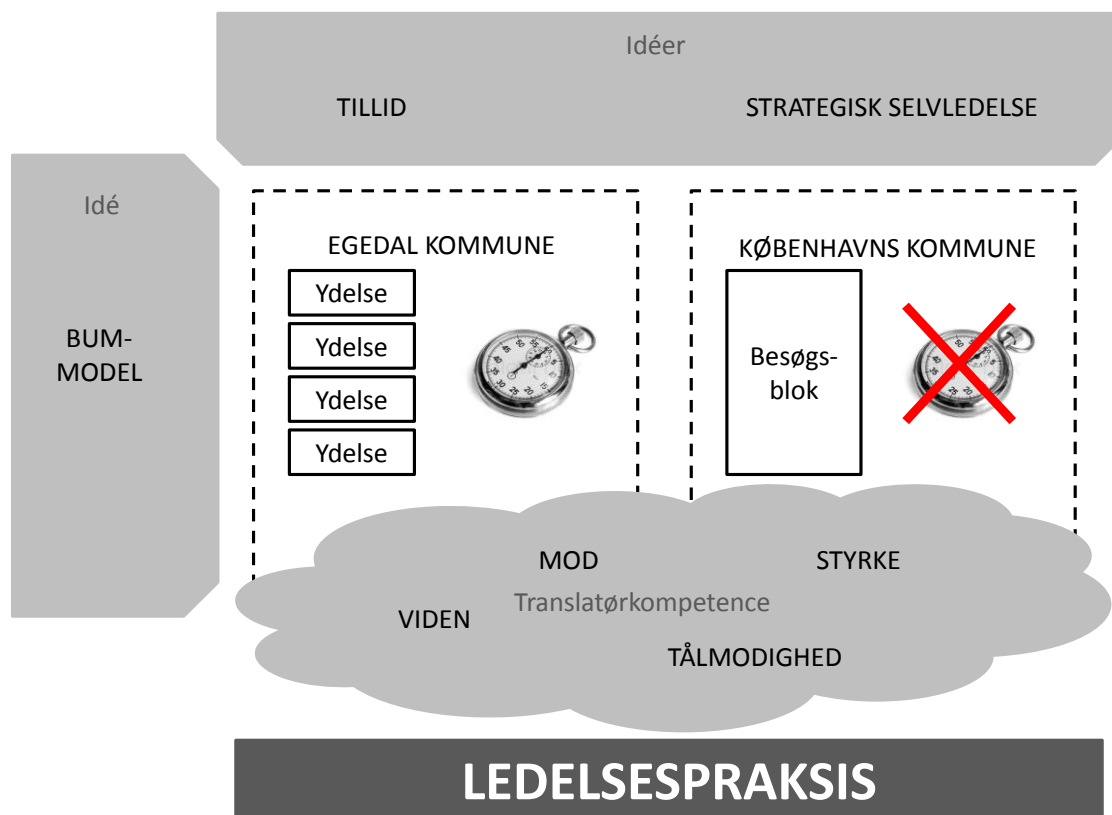 Idéer
TILLID
STRATEGISK SELVLEDELSE
Idé
BUM-
MODEL
EGEDAL KOMMUNE
Ydelse
Ydelse
Ydelse
Ydelse
KØBENHAVNS KOMMUNE
Besøgs-
blok
MOD
STYRKE
Translatørkompetence
VIDEN
TÅLMODIGHED
LEDELSESPRAKSIS